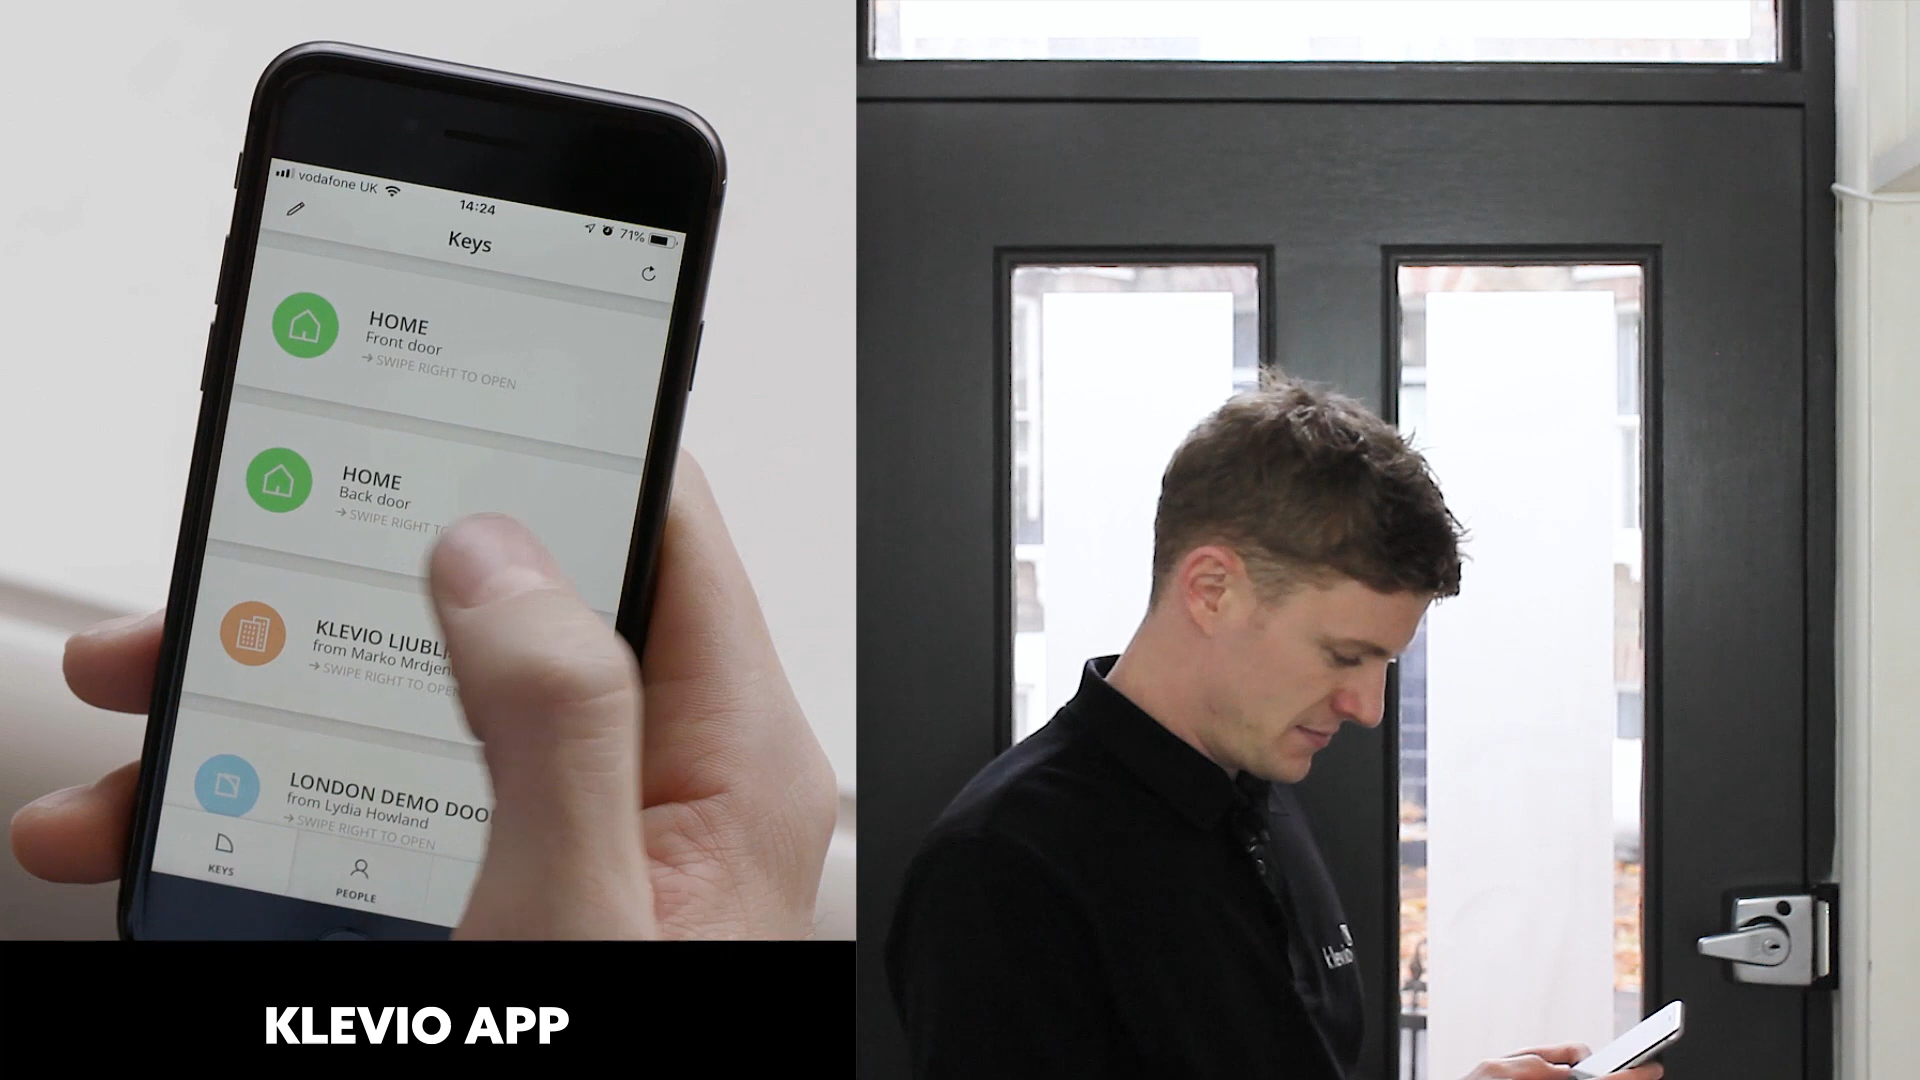 vodafone UK
14:24
71%
Keys
HOME
Front door
→ SWIPE RIGHT TO OPEN
HOME
Back door
→ SWIPE RIGHT TO
KLEVIO
from Marko
→ SWIPE RIGHT TO OPEN
LONDON DEMO
from Lydia Howland
→ SWIPE RIGHT TO OPEN
KEYS
PEOPLE
KLEVIO APP
klevio